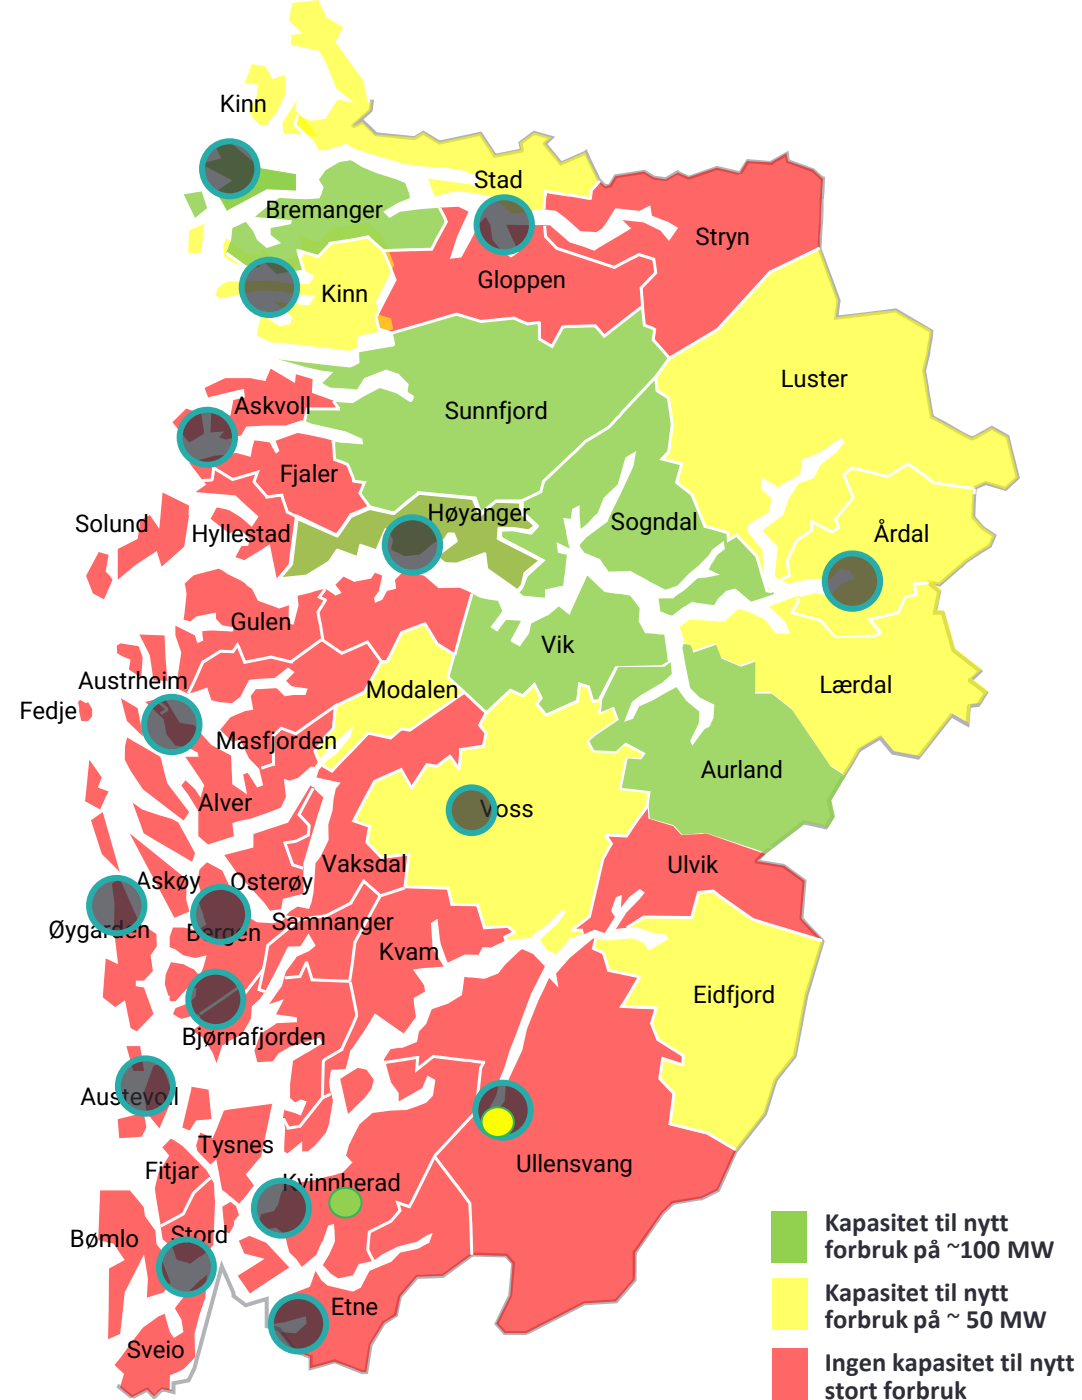 Kinn
Stad
Bremanger
Stryn
Gloppen
Kinn
Luster
Askvoll
Sunnfjord
Fjaler
Høyanger
Solund
Hyllestad
Sogndal
Årdal
Gulen
Vik
Austrheim
Modalen
Lærdal
Fedje
Masfjorden
Aurland
Alver
Voss
Vaksdal
Ulvik
Askøy
Osterøy
Samnanger
Øygarden
Bergen
Kvam
Eidfjord
Bjørnafjorden
Austevoll
Tysnes
Fitjar
Ullensvang
Kvinnherad
Bømlo
Stord
Etne
Sveio
Kapasitet til nytt
forbruk på ~100 MW
Kapasitet til nytt
forbruk på ~ 50 MW
Ingen kapasitet til nytt
stort forbruk